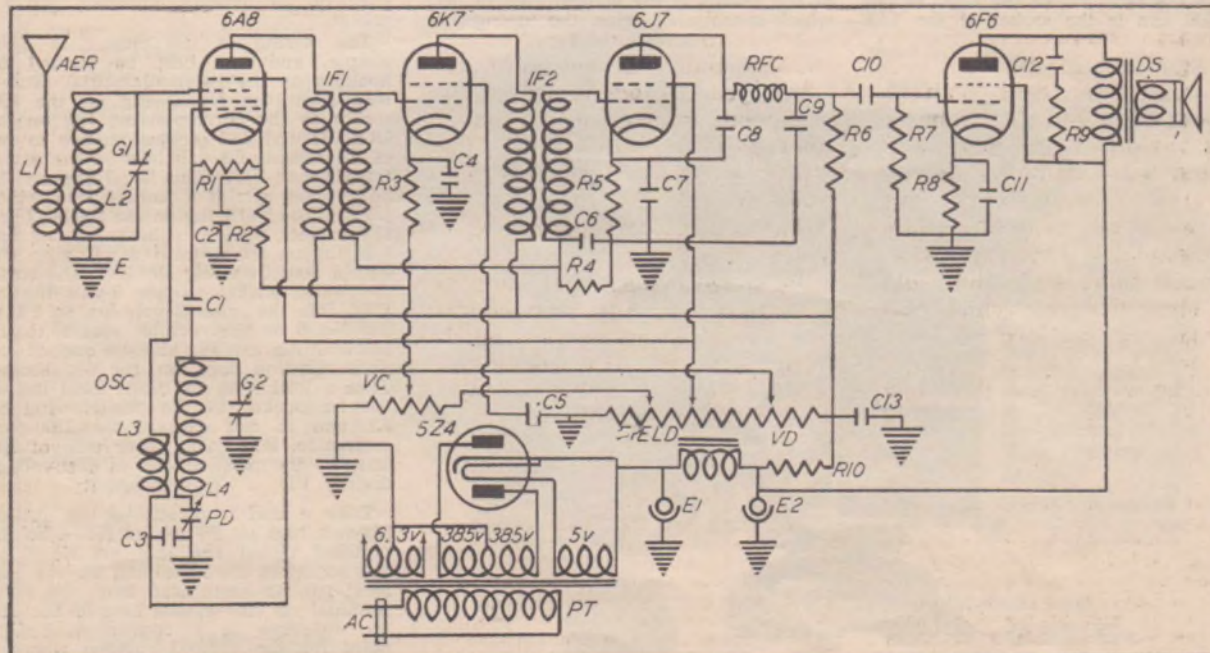 6A8 6K7 6J7 6F6
AER IF1 IF2 RFC C10 C12 DS
G1 C9
L1 C4 C8 R6 R7 R9
L2 R1 R3 R5 C7 R8 C11
C2 R2 C6
E R4
C1
OSC G2 VC C5 FIELD VD C13
5Z4
L3 R10
L4
PD 6.3v 385v 385v 5v E1 E2
C3
AC PT